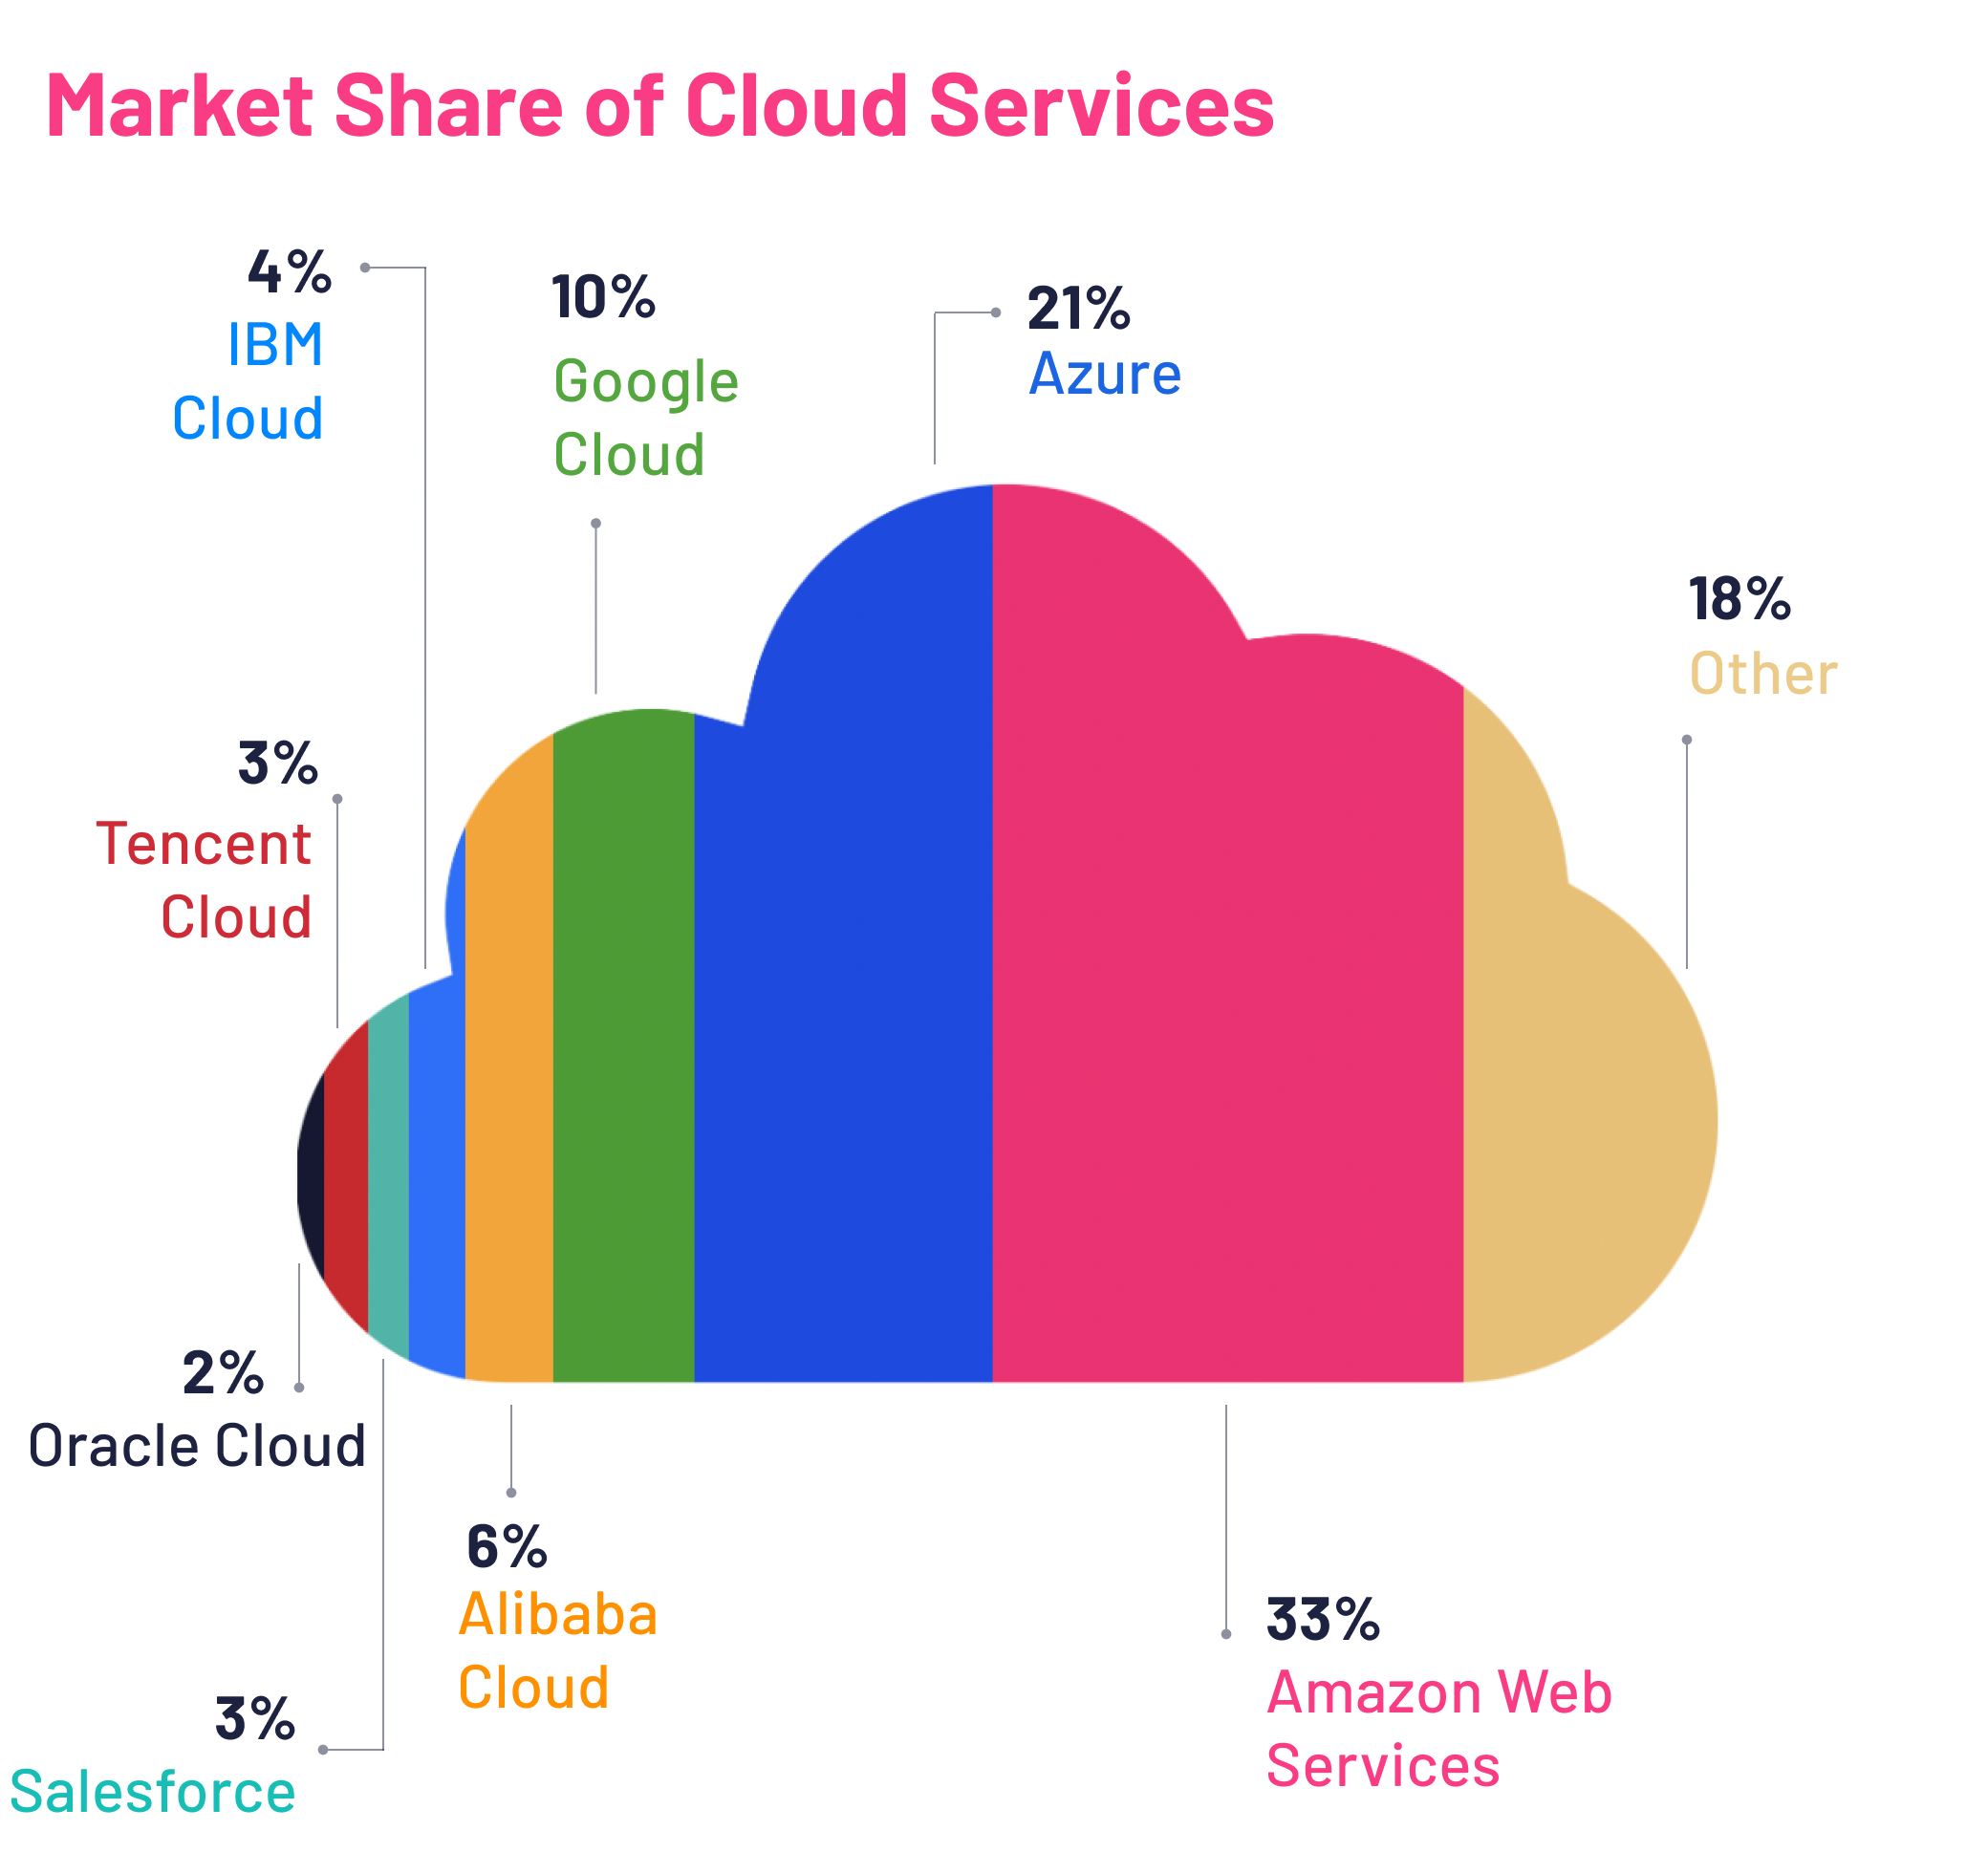 Market Share of Cloud Services
4%
IBM
Cloud
10%
Google
Cloud
21%
Azure
18%
Other
3%
Tencent
Cloud
2%
Oracle Cloud
6%
Alibaba
Cloud
33%
Amazon Web
Services
3%
Salesforce